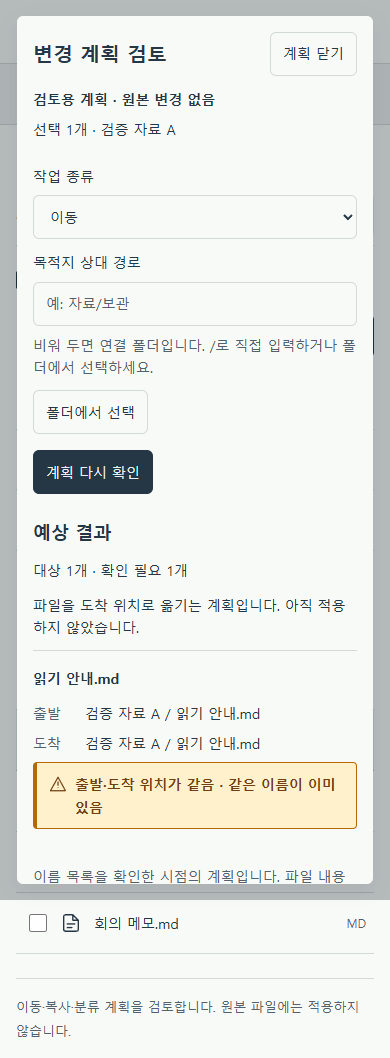 변경 계획 검토
계획 닫기
검토용 계획 · 원본 변경 없음
선택 1개 · 검증 자료 A
작업 종류
이동
목적지 상대 경로
예: 자료/보관
비워 두면 연결 폴더입니다. /로 직접 입력하거나 폴
더에서 선택하세요.
폴더에서 선택
계획 다시 확인
예상 결과
대상 1개 · 확인 필요 1개
파일을 도착 위치로 옮기는 계획입니다. 아직 적용
하지 않았습니다.
읽기 안내.md
출발 검증 자료 A / 읽기 안내.md
도착 검증 자료 A / 읽기 안내.md
출발·도착 위치가 같음 · 같은 이름이 이미
있음
이름 목록을 확인한 시점의 계획입니다. 파일 내용
회의 메모.md MD
이동·복사·분류 계획을 검토합니다. 원본 파일에는 적용하지
않습니다.